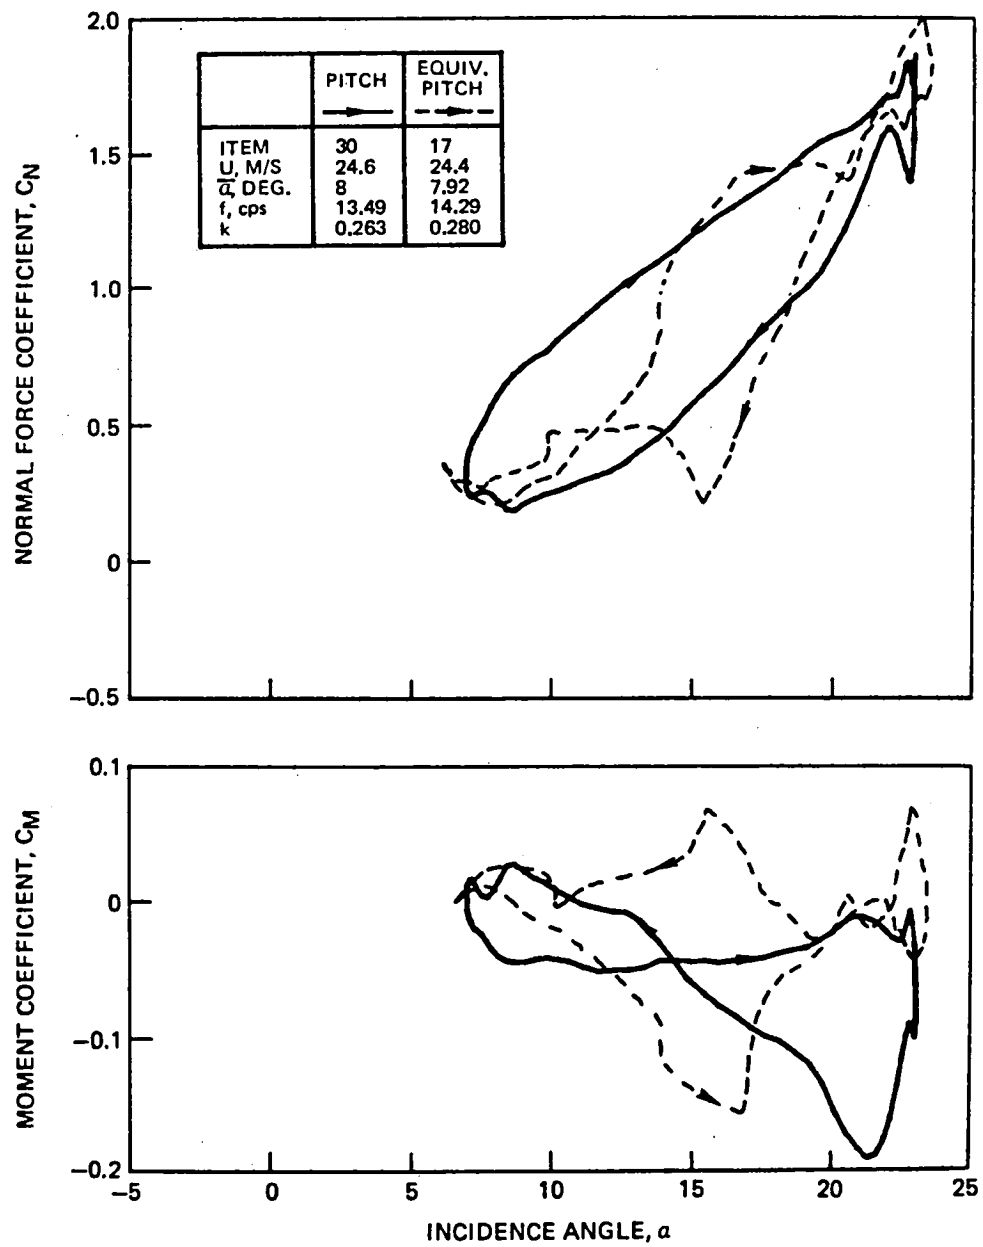 2.0
1.5
1.0
0.5
0
−0.5
NORMAL FORCE COEFFICIENT, CN
PITCH EQUIV. PITCH
ITEM 30 17
U, M/S 24.6 24.4
ᾱ, DEG. 8 7.92
f, cps 13.49 14.29
k 0.263 0.280
0.1
0
−0.1
−0.2
MOMENT COEFFICIENT, CM
−5 0 5 10 15 20 25
INCIDENCE ANGLE, α